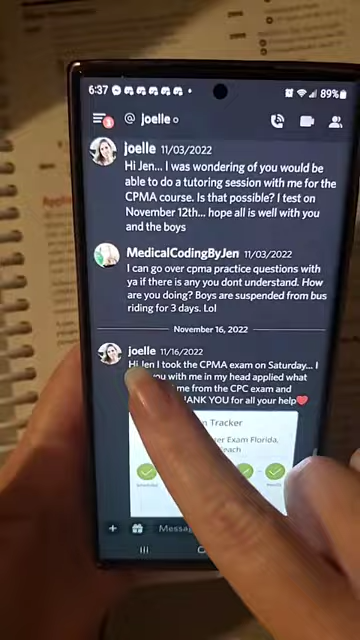 6:37
89%
@ joelle
joelle 11/03/2022
Hi Jen... I was wondering of you would be
able to do a tutoring session with me for the
CPMA course. Is that possible? I test on
November 12th... hope all is well with you
and the boys
MedicalCodingByJen 11/03/2022
I can go over cpma practice questions with
ya if there is any you dont understand. How
are you doing? Boys are suspended from bus
riding for 3 days. Lol
November 16, 2022
joelle 11/16/2022
Hi Jen I took the CPMA exam on Saturday... I
you with me in my head applied what
me from the CPC exam and
THANK YOU for all your help❤
Tracker
Exam Florida,